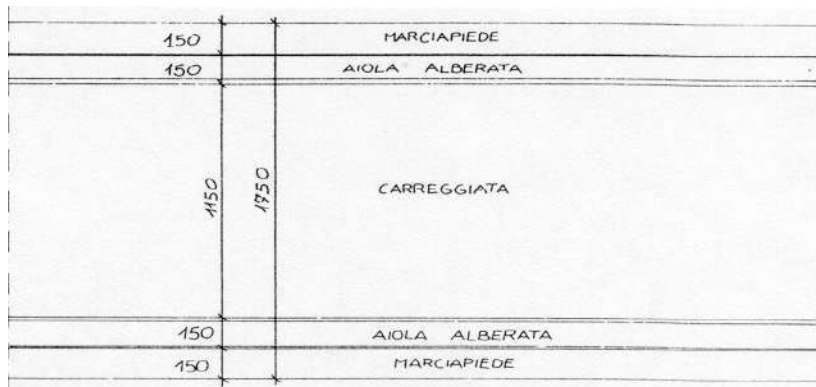 150 MARCIAPIEDE
150 AIOLA ALBERATA
1150 1750 CARREGGIATA
150 AIOLA ALBERATA
150 MARCIAPIEDE